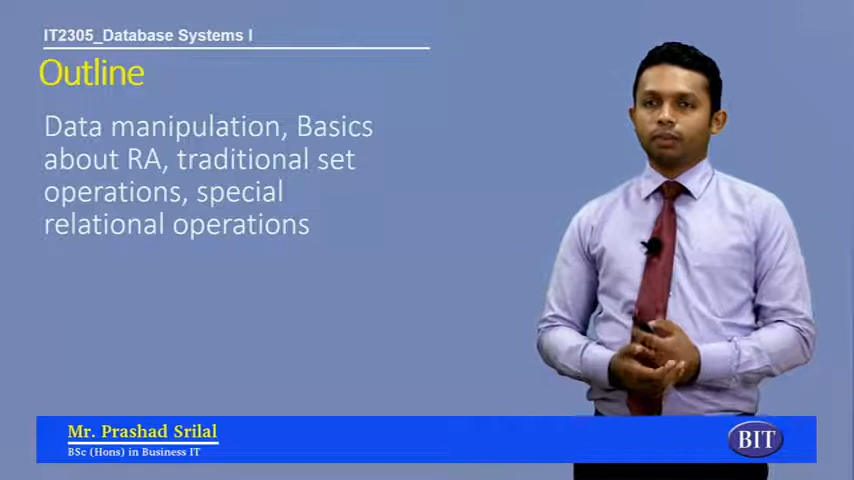 IT2305_Database Systems I
Outline
Data manipulation, Basics
about RA, traditional set
operations, special
relational operations
Mr. Prashad Srilal
BSc (Hons) in Business IT
BIT